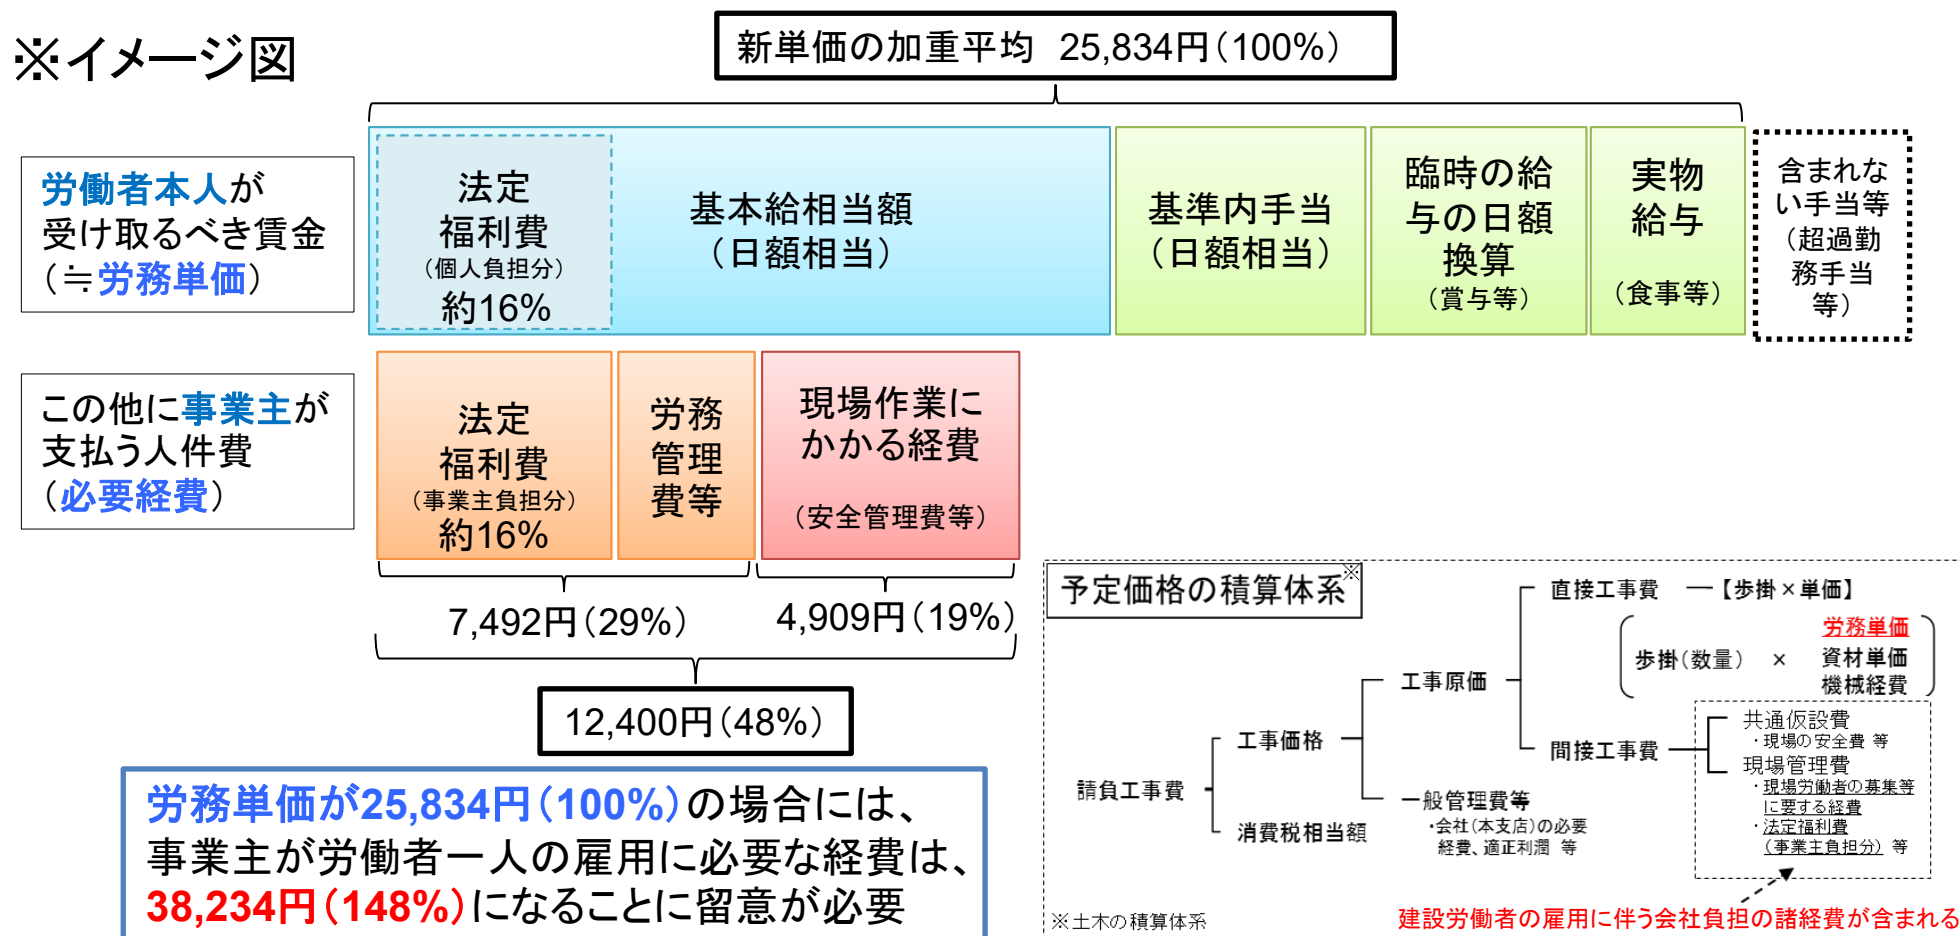 ※イメージ図
新単価の加重平均 25,834円(100%)
労働者本人が
受け取るべき賃金
(≒労務単価)
法定
福利費
(個人負担分)
約16%
基本給相当額
(日額相当)
基準内手当
(日額相当)
臨時の給
与の日額
換算
(賞与等)
実物
給与
(食事等)
含まれな
い手当等
(超過勤
務手当
等)
この他に事業主が
支払う人件費
(必要経費)
法定
福利費
(事業主負担分)
約16%
労務
管理
費等
現場作業に
かかる経費
(安全管理費等)
7,492円(29%)
4,909円(19%)
12,400円(48%)
労務単価が25,834円(100%)の場合には、
事業主が労働者一人の雇用に必要な経費は、
38,234円(148%)になることに留意が必要
予定価格の積算体系※
請負工事費
工事価格
消費税相当額
工事原価
一般管理費等
・会社(本支店)の必要
経費、適正利潤 等
直接工事費
【歩掛×単価】
歩掛(数量) ×
労務単価
資材単価
機械経費
間接工事費
共通仮設費
・現場の安全費 等
現場管理費
・現場労働者の募集等
に要する経費
・法定福利費
(事業主負担分) 等
※土木の積算体系
建設労働者の雇用に伴う会社負担の諸経費が含まれる